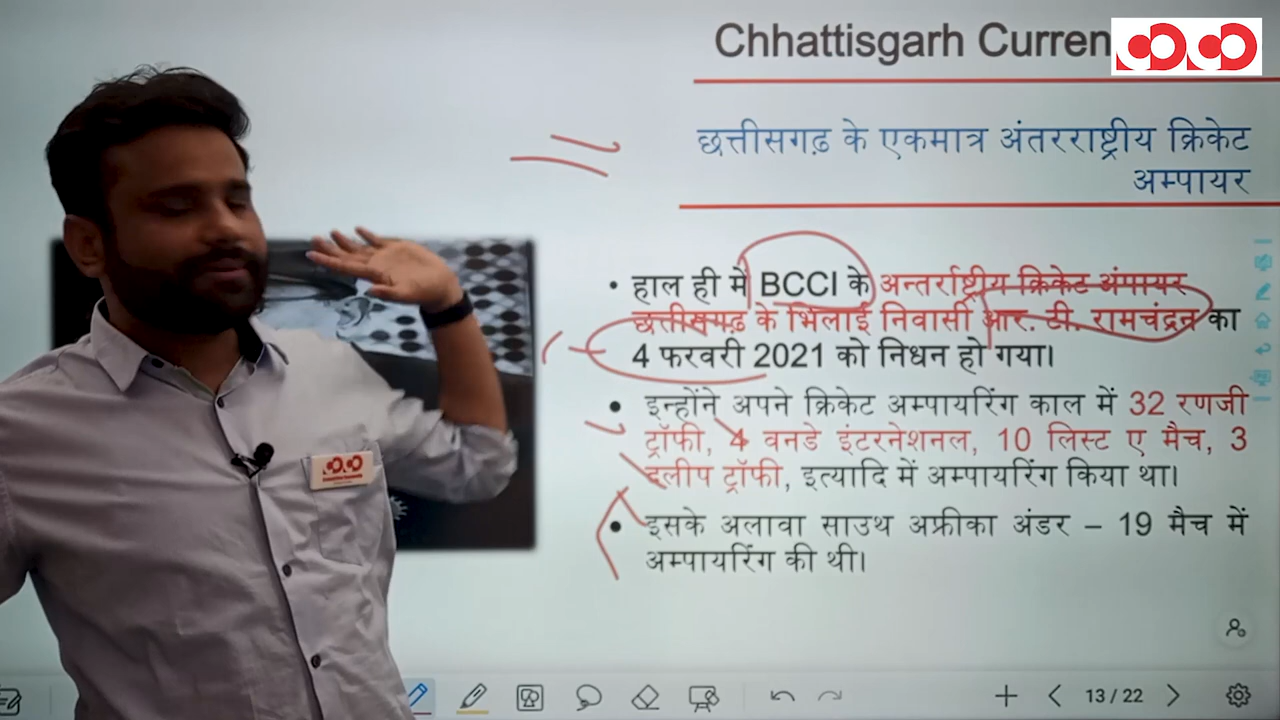 Chhattisgarh Curren
छत्तीसगढ़ के एकमात्र अंतरराष्ट्रीय क्रिकेट
अम्पायर
• हाल ही में BCCI के अन्तर्राष्ट्रीय क्रिकेट अंपायर
छत्तीसगढ़ के भिलाई निवासी आर. टी. रामचंद्रन का
4 फरवरी 2021 को निधन हो गया।
• इन्होंने अपने क्रिकेट अम्पायरिंग काल में 32 रणजी
ट्रॉफी, 4 वनडे इंटरनेशनल, 10 लिस्ट ए मैच, 3
दलीप ट्रॉफी, इत्यादि में अम्पायरिंग किया था।
• इसके अलावा साउथ अफ्रीका अंडर – 19 मैच में
अम्पायरिंग की थी।
13 / 22